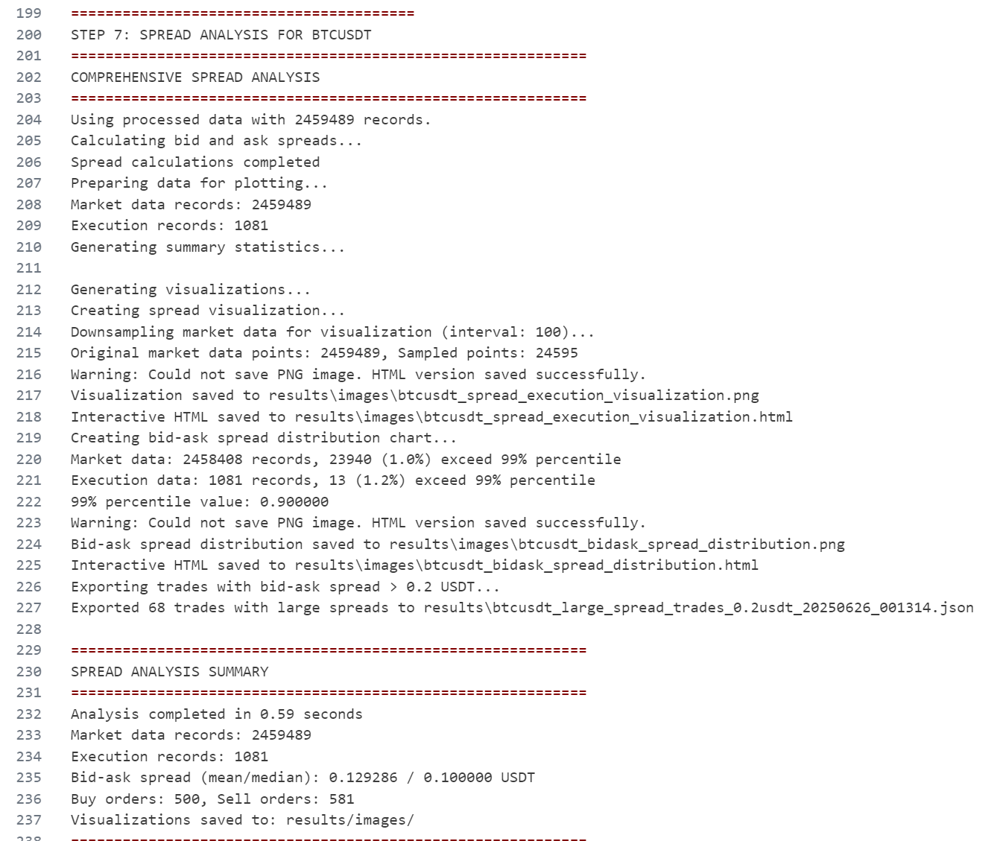 199 ========================================
200 STEP 7: SPREAD ANALYSIS FOR BTCUSDT
201 ============================================================
202 COMPREHENSIVE SPREAD ANALYSIS
203 ============================================================
204 Using processed data with 2459489 records.
205 Calculating bid and ask spreads...
206 Spread calculations completed
207 Preparing data for plotting...
208 Market data records: 2459489
209 Execution records: 1081
210 Generating summary statistics...
211
212 Generating visualizations...
213 Creating spread visualization...
214 Downsampling market data for visualization (interval: 100)...
215 Original market data points: 2459489, Sampled points: 24595
216 Warning: Could not save PNG image. HTML version saved successfully.
217 Visualization saved to results\images\btcusdt_spread_execution_visualization.png
218 Interactive HTML saved to results\images\btcusdt_spread_execution_visualization.html
219 Creating bid-ask spread distribution chart...
220 Market data: 2458408 records, 23940 (1.0%) exceed 99% percentile
221 Execution data: 1081 records, 13 (1.2%) exceed 99% percentile
222 99% percentile value: 0.900000
223 Warning: Could not save PNG image. HTML version saved successfully.
224 Bid-ask spread distribution saved to results\images\btcusdt_bidask_spread_distribution.png
225 Interactive HTML saved to results\images\btcusdt_bidask_spread_distribution.html
226 Exporting trades with bid-ask spread > 0.2 USDT...
227 Exported 68 trades with large spreads to results\btcusdt_large_spread_trades_0.2usdt_20250626_001314.json
228
229 ============================================================
230 SPREAD ANALYSIS SUMMARY
231 ============================================================
232 Analysis completed in 0.59 seconds
233 Market data records: 2459489
234 Execution records: 1081
235 Bid-ask spread (mean/median): 0.129286 / 0.100000 USDT
236 Buy orders: 500, Sell orders: 581
237 Visualizations saved to: results/images/
238 ============================================================